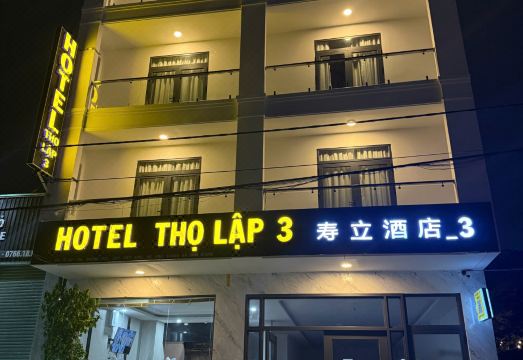 HOTEL THỌ LẬP 3
HOTEL THỌ LẬP 3 寿立酒店_3